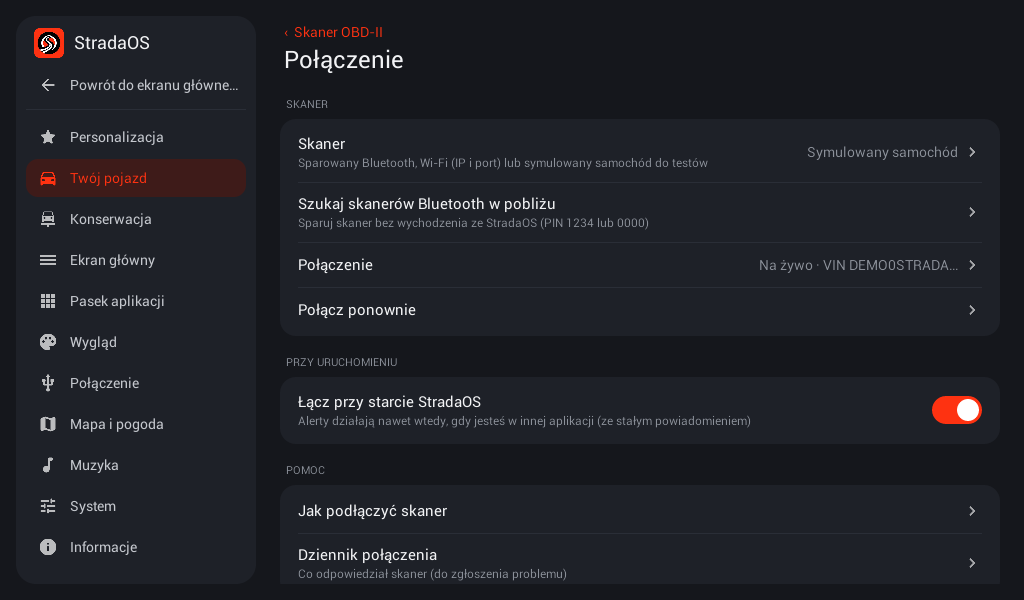 StradaOS
Powrót do ekranu główne...
Personalizacja
Twój pojazd
Konserwacja
Ekran główny
Pasek aplikacji
Wygląd
Połączenie
Mapa i pogoda
Muzyka
System
Informacje
‹ Skaner OBD-II
Połączenie
SKANER
Skaner
Sparowany Bluetooth, Wi-Fi (IP i port) lub symulowany samochód do testów
Symulowany samochód
Szukaj skanerów Bluetooth w pobliżu
Sparuj skaner bez wychodzenia ze StradaOS (PIN 1234 lub 0000)
Połączenie
Na żywo · VIN DEMO0STRADA...
Połącz ponownie
PRZY URUCHOMIENIU
Łącz przy starcie StradaOS
Alerty działają nawet wtedy, gdy jesteś w innej aplikacji (ze stałym powiadomieniem)
POMOC
Jak podłączyć skaner
Dziennik połączenia
Co odpowiedział skaner (do zgłoszenia problemu)